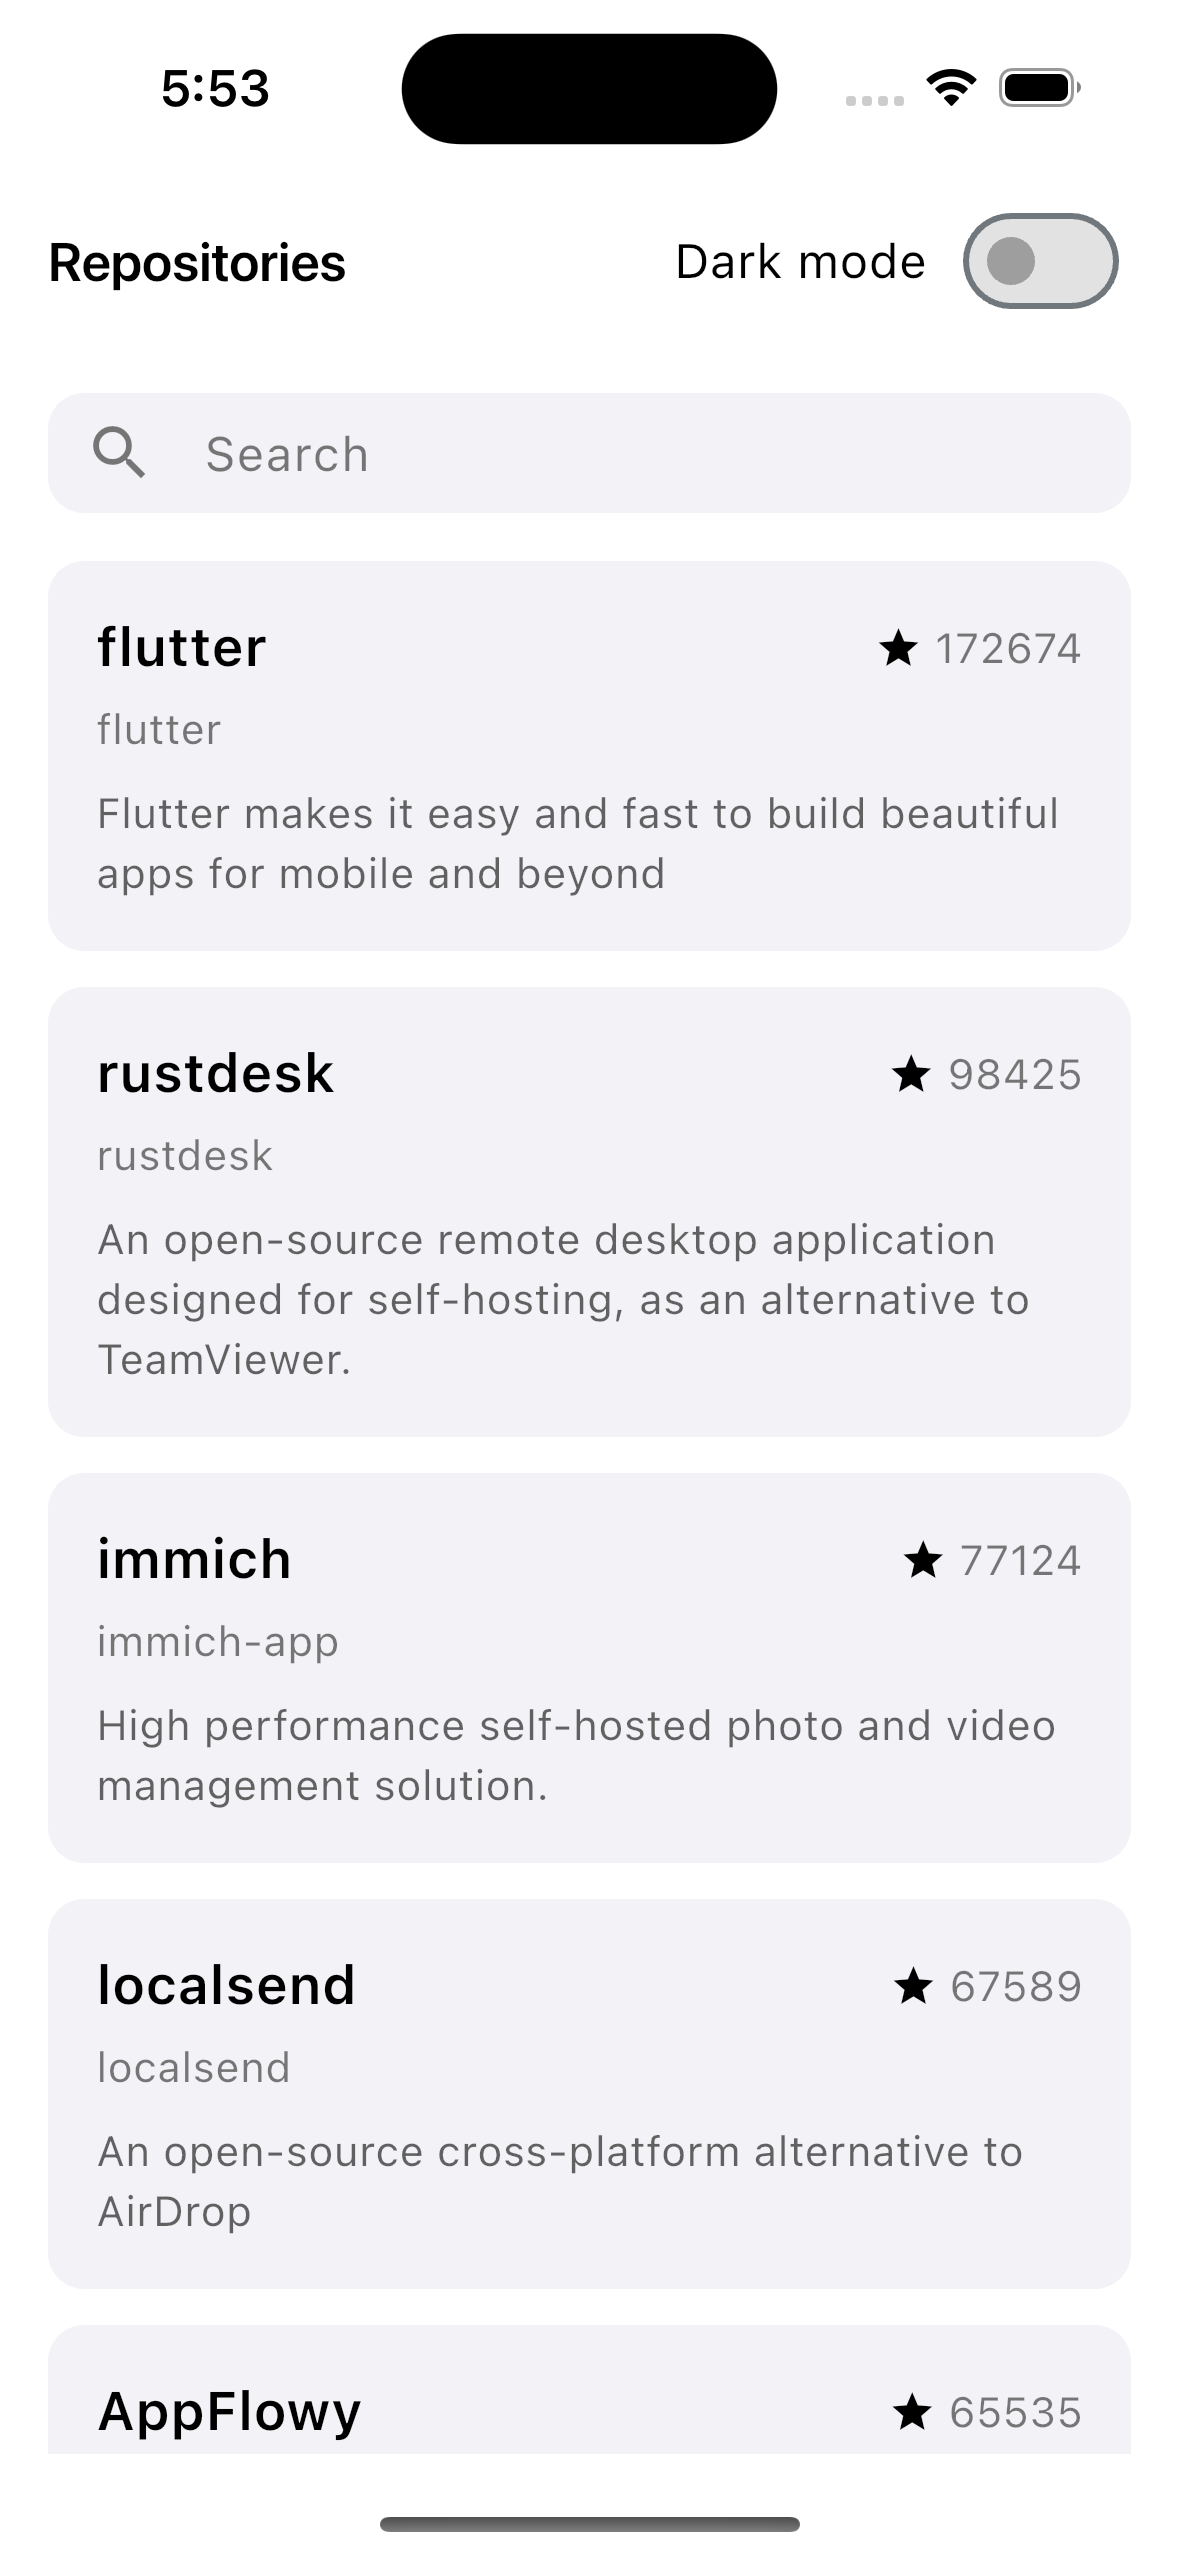 5:53
Repositories
Dark mode
Search
flutter
172674
flutter
Flutter makes it easy and fast to build beautiful
apps for mobile and beyond
rustdesk
98425
rustdesk
An open-source remote desktop application
designed for self-hosting, as an alternative to
TeamViewer.
immich
77124
immich-app
High performance self-hosted photo and video
management solution.
localsend
67589
localsend
An open-source cross-platform alternative to
AirDrop
AppFlowy
65535